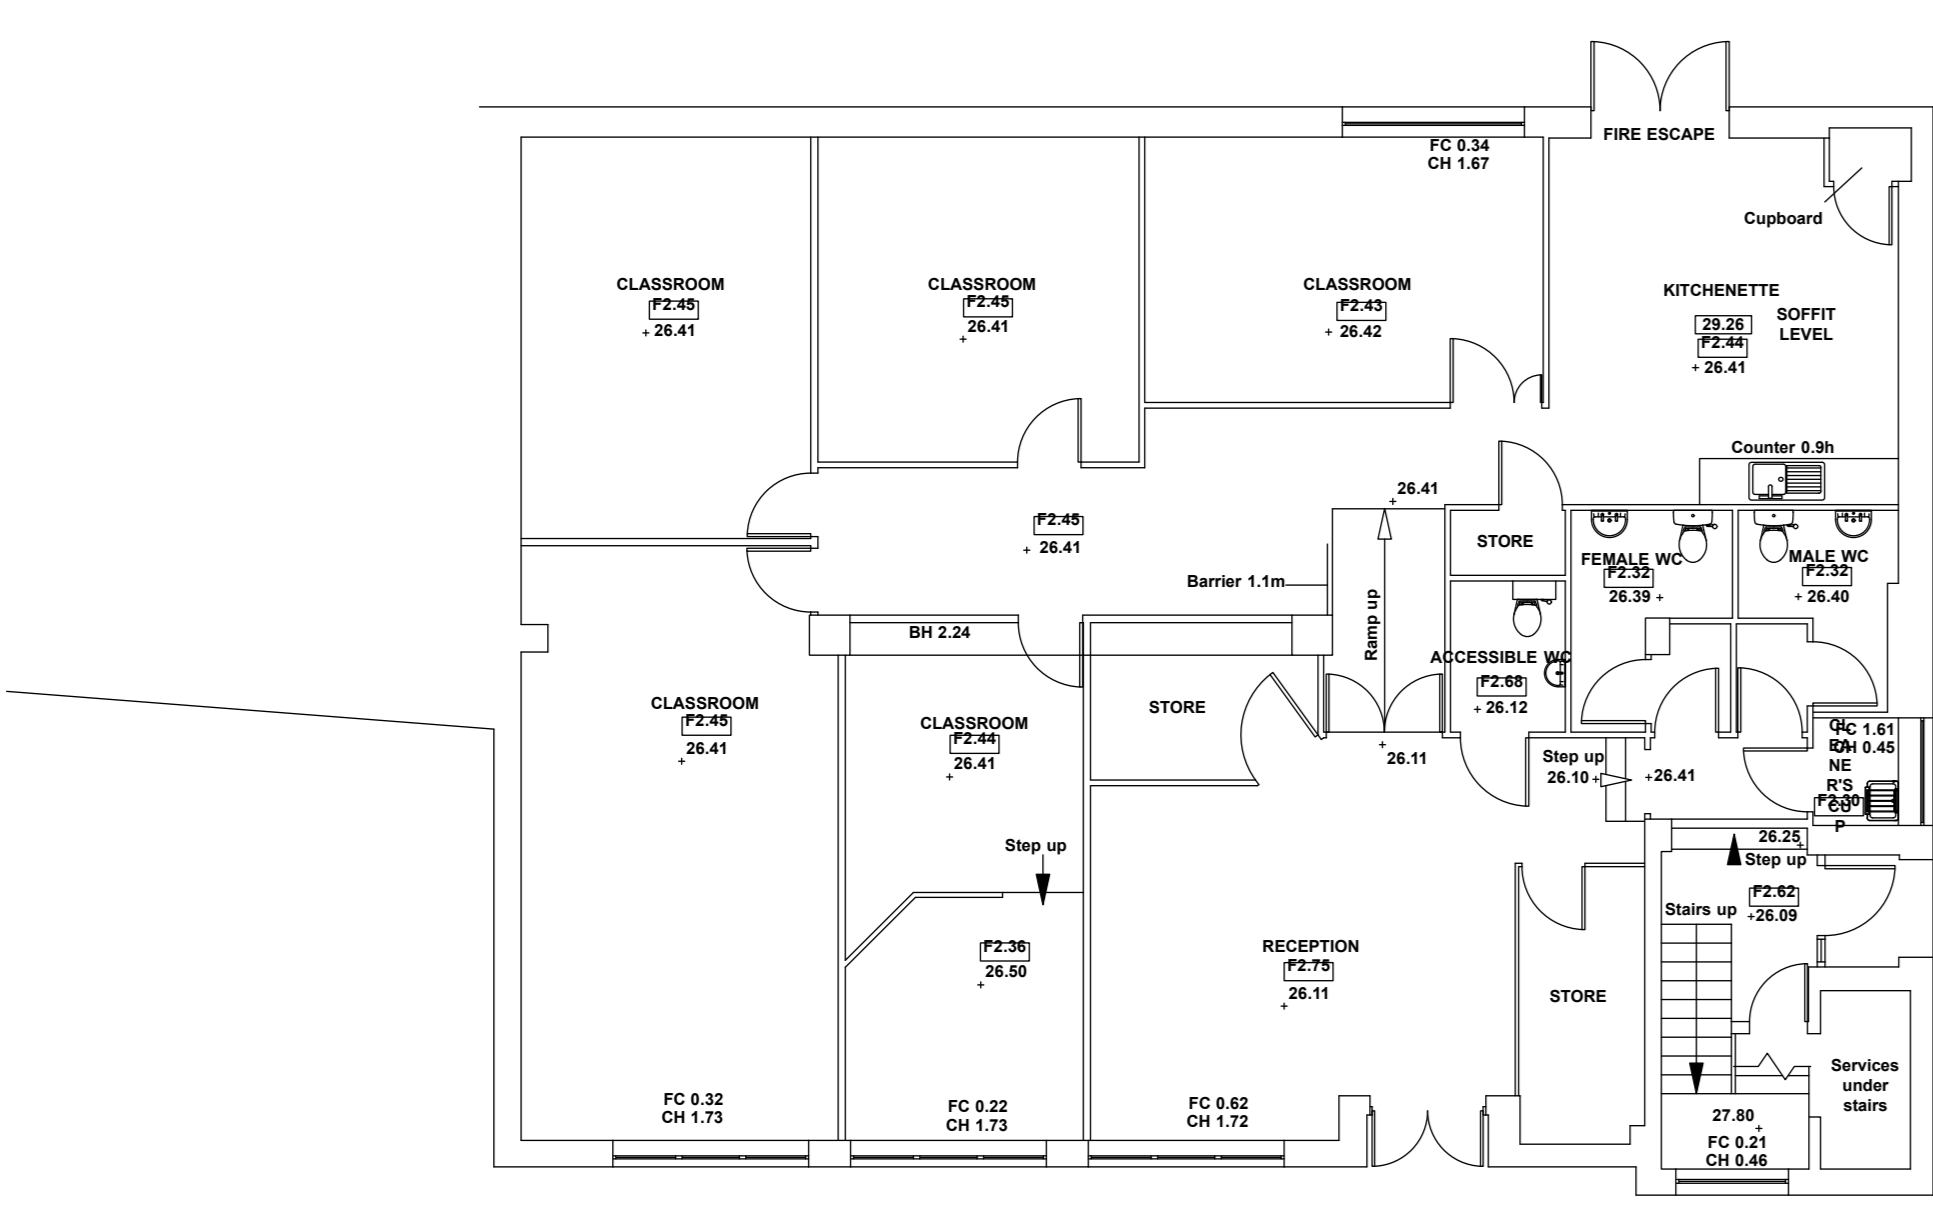 FIRE ESCAPE
FC 0.34
CH 1.67
Cupboard
CLASSROOM
F2.45
+ 26.41
CLASSROOM
F2.45
26.41
+
CLASSROOM
F2.43
+ 26.42
KITCHENETTE
SOFFIT
LEVEL
29.26
F2.44
+ 26.41
Counter 0.9h
+ 26.41
F2.45
+ 26.41
STORE
FEMALE WC
F2.32
26.39 +
MALE WC
F2.32
+ 26.40
Barrier 1.1m
Ramp up
BH 2.24
ACCESSIBLE WC
F2.68
+ 26.12
CLASSROOM
F2.45
26.41
+
CLASSROOM
F2.44
26.41
+
STORE
+
26.11
Step up
26.10 +
+26.41
FC 1.61
CH 0.45
CL
EA
NE
R'S
CU
P
F2.30
26.25
+
Step up
Step up
F2.62
+26.09
Stairs up
F2.36
26.50
+
RECEPTION
F2.75
26.11
+
STORE
Services
under
stairs
FC 0.32
CH 1.73
FC 0.22
CH 1.73
FC 0.62
CH 1.72
27.80
+
FC 0.21
CH 0.46